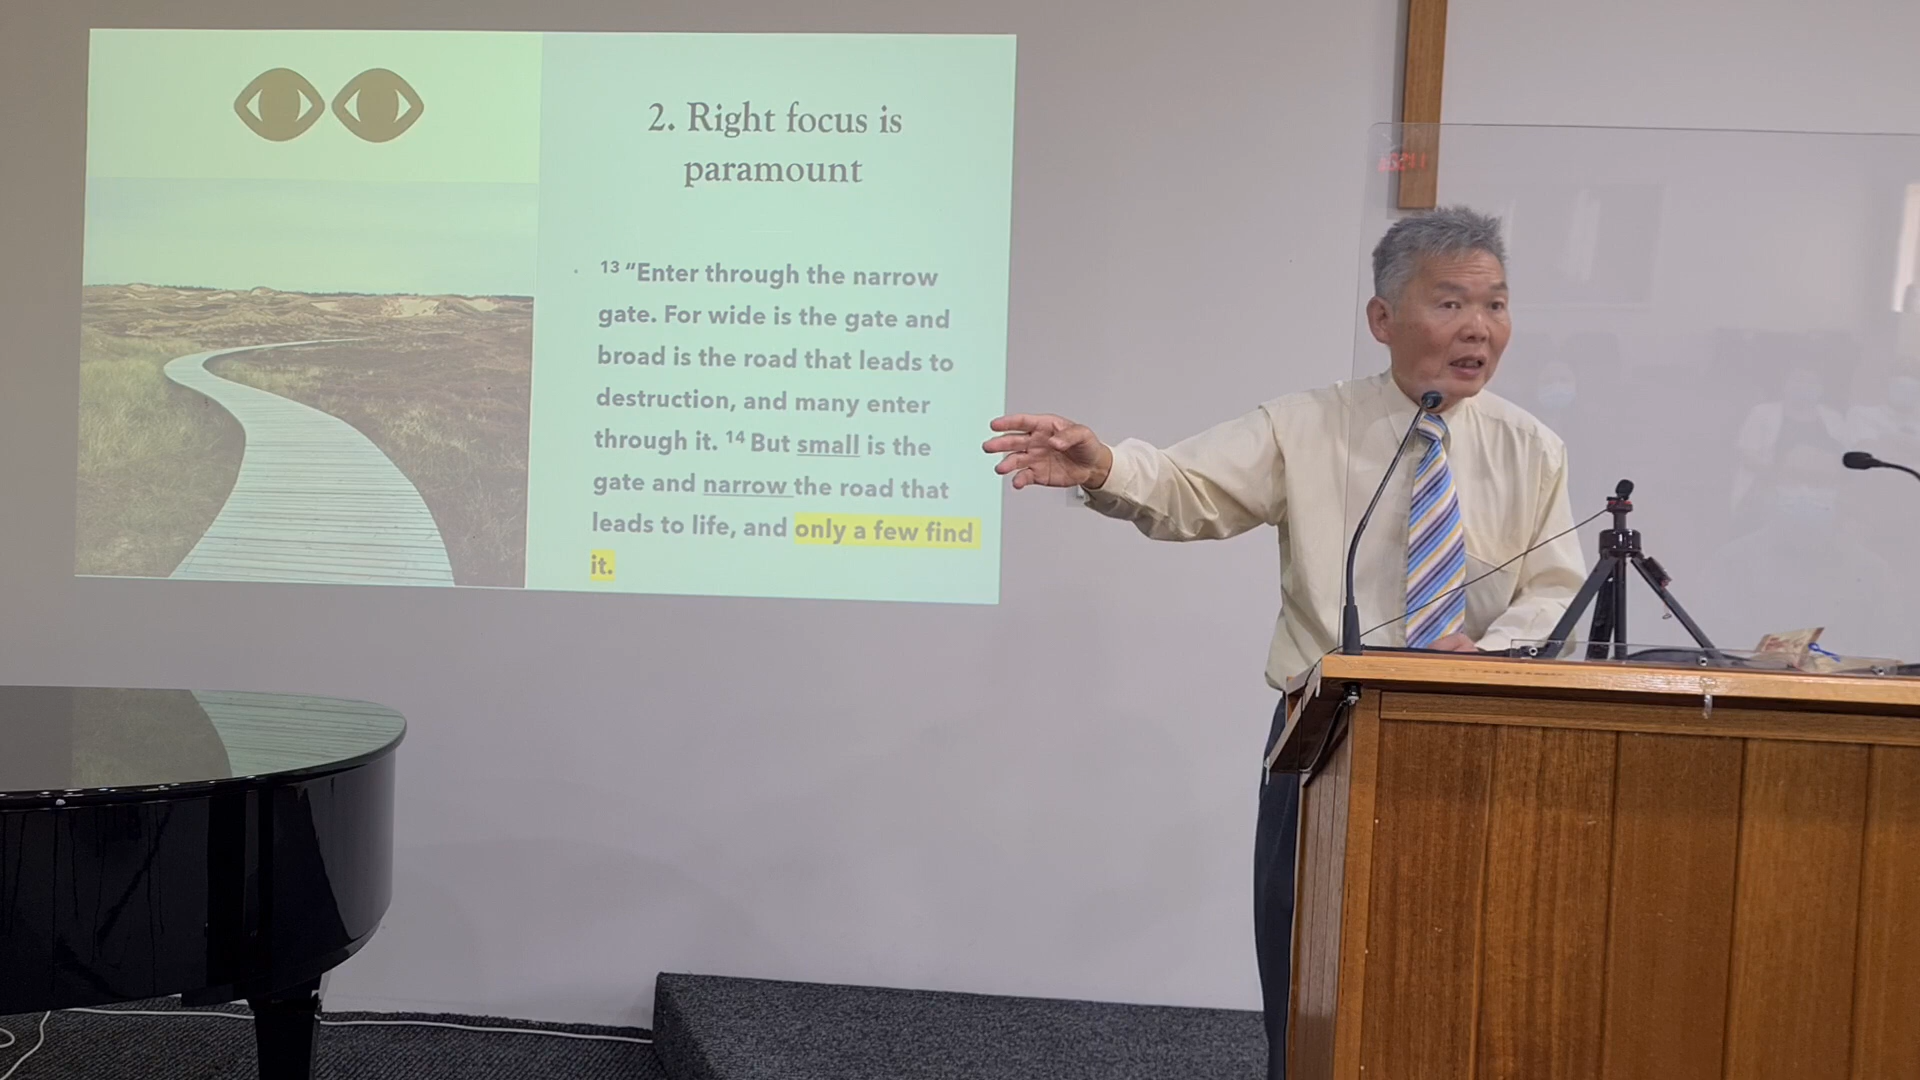 2. Right focus is
paramount
13 “Enter through the narrow
gate. For wide is the gate and
broad is the road that leads to
destruction, and many enter
through it. 14 But small is the
gate and narrow the road that
leads to life, and only a few find
it.